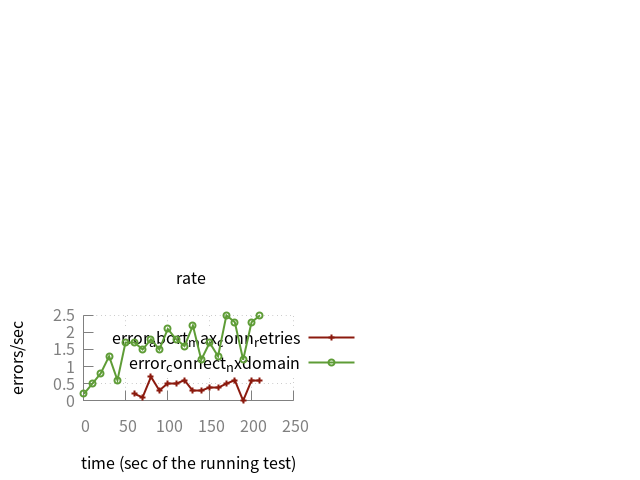 rate
errors/sec
2.5
2
1.5
1
0.5
0
error_abort_max_conn_retries
error_connect_nxdomain
0 50 100 150 200 250
time (sec of the running test)